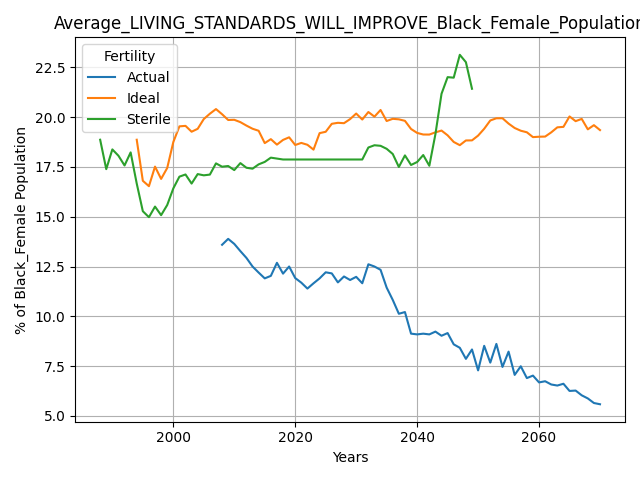 Average_LIVING_STANDARDS_WILL_IMPROVE_Black_Female_Population
Fertility
Actual
Ideal
Sterile
% of Black_Female Population
22.5
20.0
17.5
15.0
12.5
10.0
7.5
5.0
2000
2020
2040
2060
Years